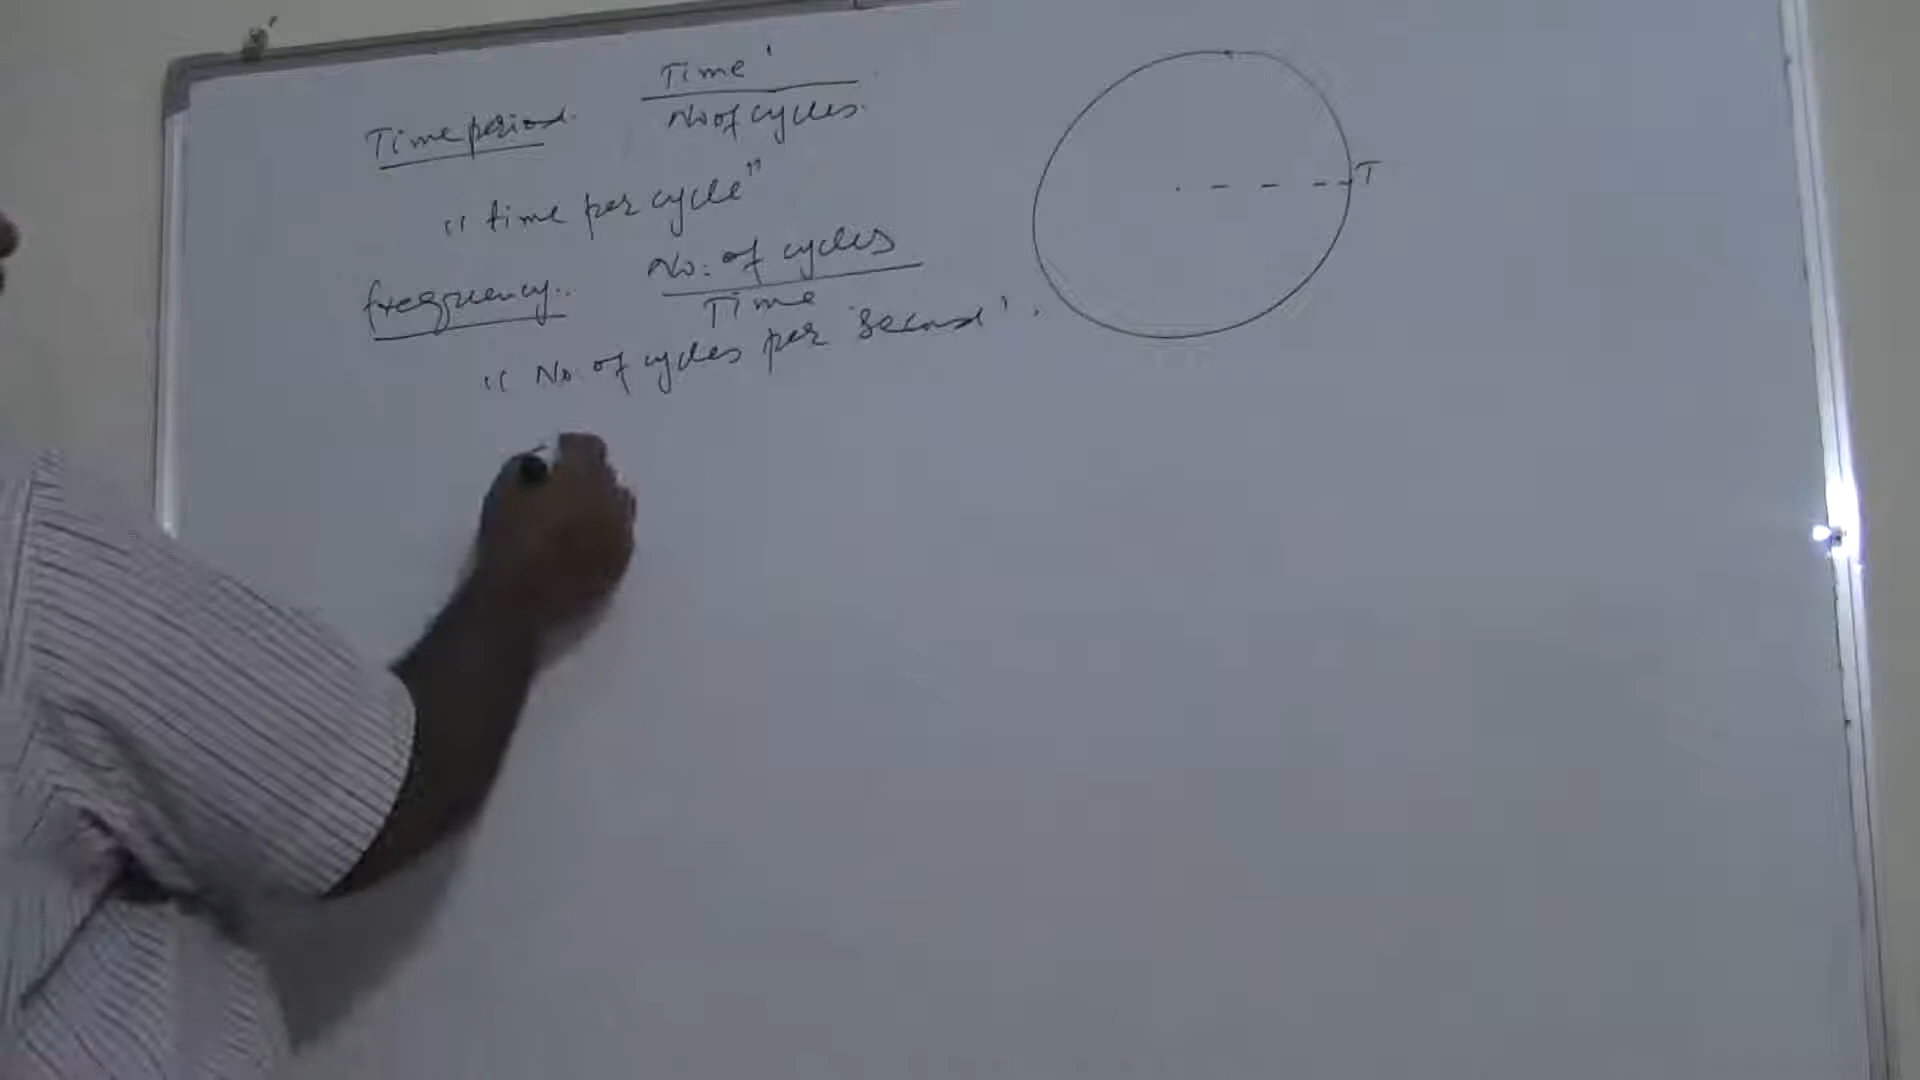 Time period. Time
No of cycles.
"time per cycle"
frequency.. No. of cycles
Time
"No. of cycles per 'second'.
T